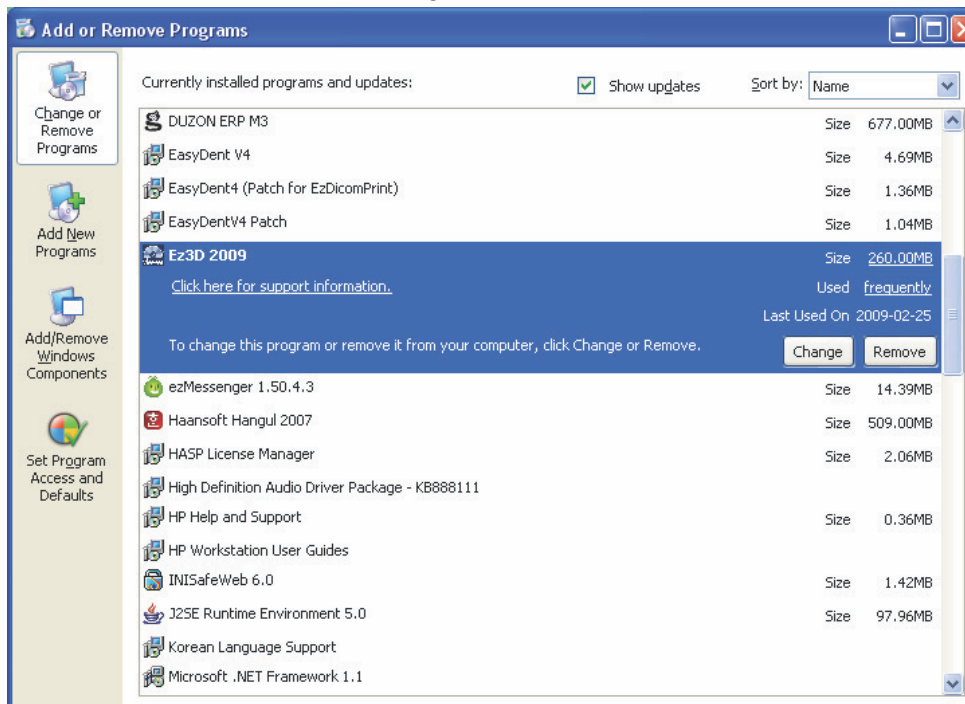 Add or Remove Programs
Change or
Remove
Programs
Add New
Programs
Add/Remove
Windows
Components
Set Program
Access and
Defaults
Currently installed programs and updates:
Show updates
Sort by: Name
DUZON ERP M3 Size 677.00MB
EasyDent V4 Size 4.69MB
EasyDent4 (Patch for EzDicomPrint) Size 1.36MB
EasyDentV4 Patch Size 1.04MB
Ez3D 2009 Size 260.00MB
Click here for support information. Used frequently
Last Used On 2009-02-25
To change this program or remove it from your computer, click Change or Remove. Change Remove
ezMessenger 1.50.4.3 Size 14.39MB
Haansoft Hangul 2007 Size 509.00MB
HASP License Manager Size 2.06MB
High Definition Audio Driver Package - KB888111
HP Help and Support Size 0.36MB
HP Workstation User Guides
INISafeWeb 6.0 Size 1.42MB
J2SE Runtime Environment 5.0 Size 97.96MB
Korean Language Support
Microsoft .NET Framework 1.1